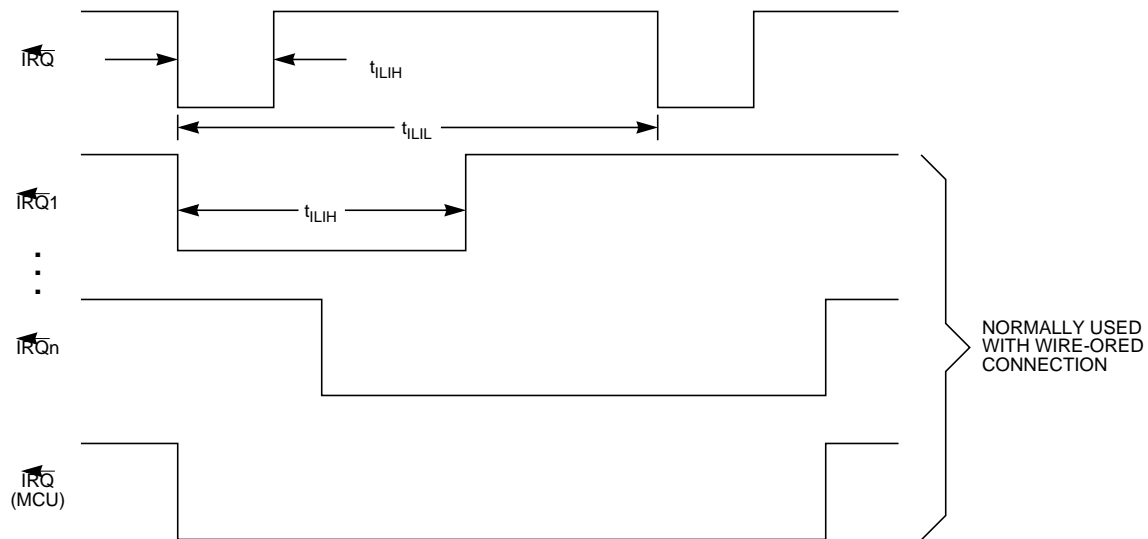 IRQ
tILIH
tILIL
IRQ1
tILIH
IRQn
NORMALLY USED
WITH WIRE-ORED
CONNECTION
IRQ
(MCU)